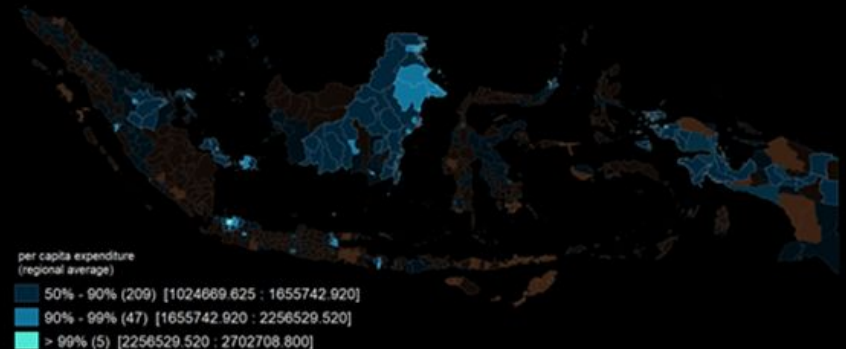 per capita expenditure
(regional average)
50% - 90% (209) [1024669.625 : 1655742.920]
90% - 99% (47) [1655742.920 : 2256529.520]
> 99% (5) [2256529.520 : 2702708.800]